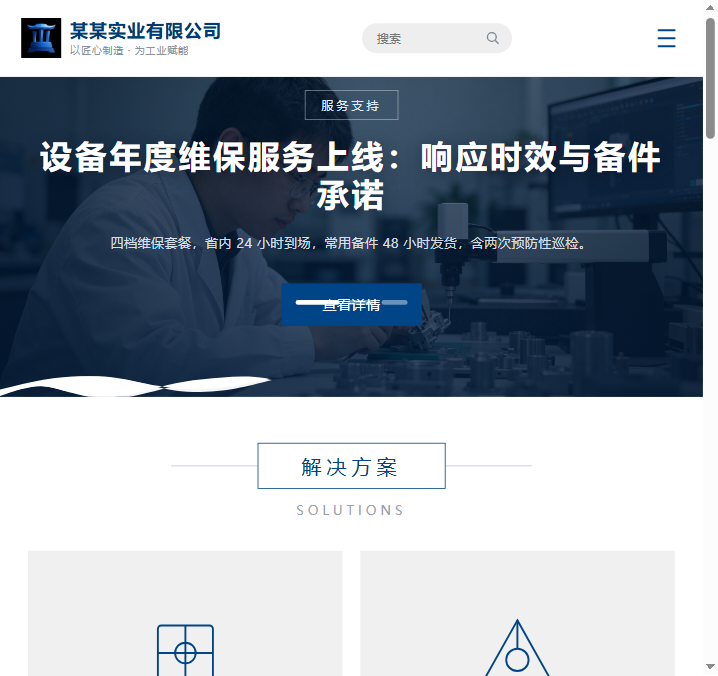 某某实业有限公司
以匠心制造 · 为工业赋能
搜索
服务支持
设备年度维保服务上线：响应时效与备件
承诺
四档维保套餐，省内 24 小时到场，常用备件 48 小时发货，含两次预防性巡检。
查看详情
解决方案
SOLUTIONS